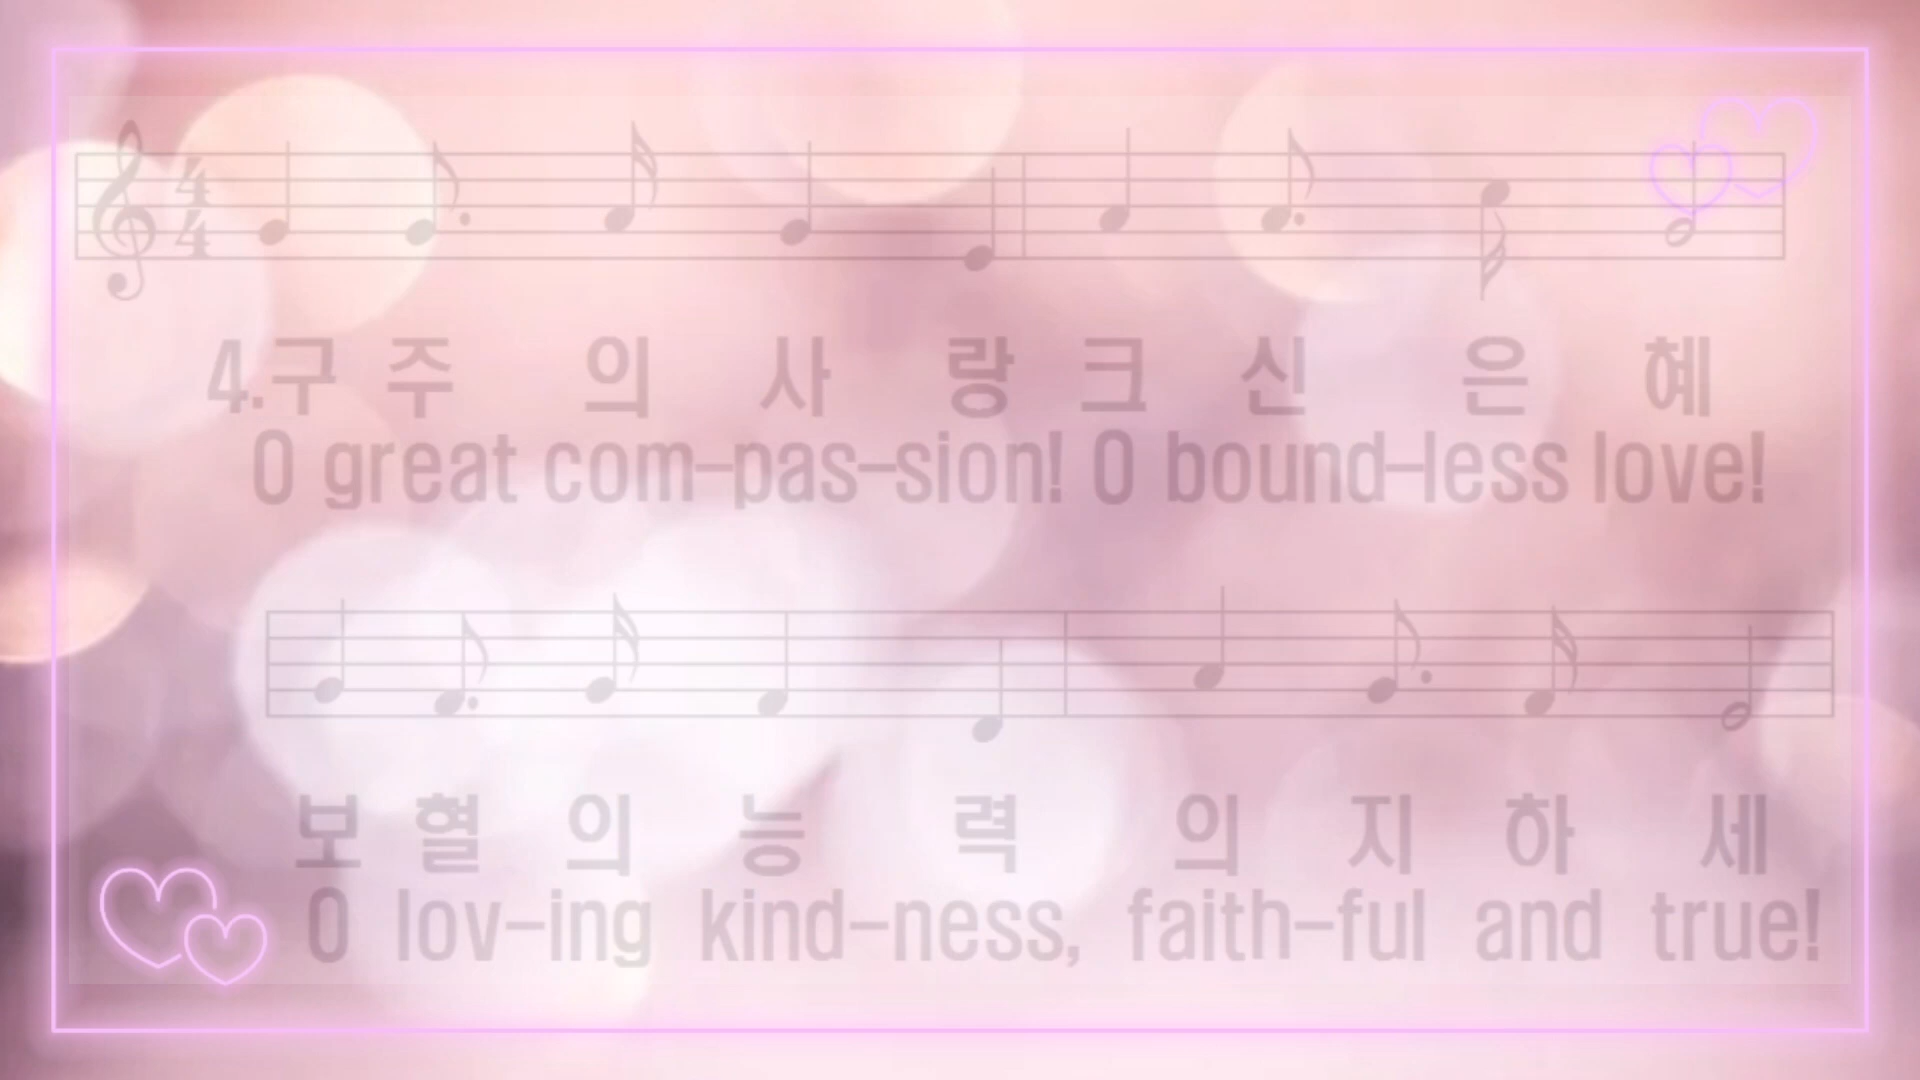 4.구 주 의 사 랑 크 신 은 혜
O great com-pas-sion! O bound-less love!
보 혈 의 능 력 의 지 하 세
O lov-ing kind-ness, faith-ful and true!